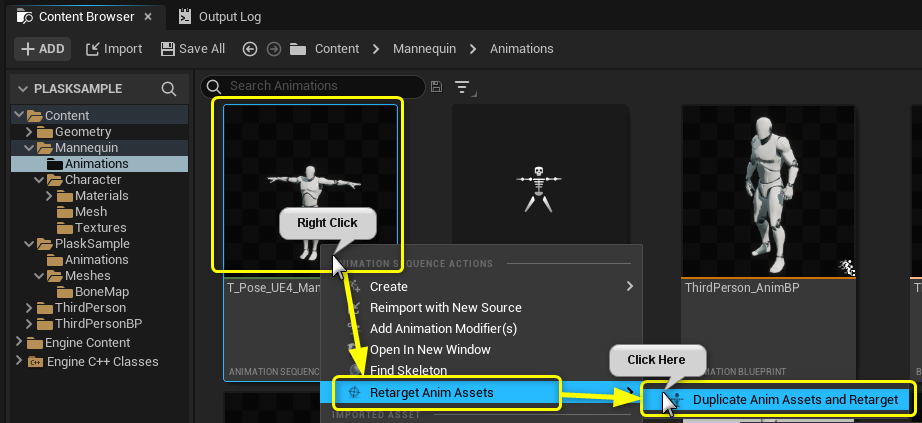 Content Browser
Output Log
ADD
Import
Save All
Content
Mannequin
Animations
PLASKSAMPLE
Search Animations
Content
Geometry
Mannequin
Animations
Character
Materials
Mesh
Textures
PlaskSample
Animations
Meshes
BoneMap
ThirdPerson
ThirdPersonBP
Engine Content
Engine C++ Classes
Right Click
T_Pose_UE4_Man
ANIMATION SEQUENC
ThirdPerson_AnimBP
ANIMATION BLUEPRINT
ANIMATION SEQUENCE ACTIONS
Create
Reimport with New Source
Add Animation Modifier(s)
Open In New Window
Find Skeleton
Retarget Anim Assets
IMPORTED ASSET
Click Here
Duplicate Anim Assets and Retarget